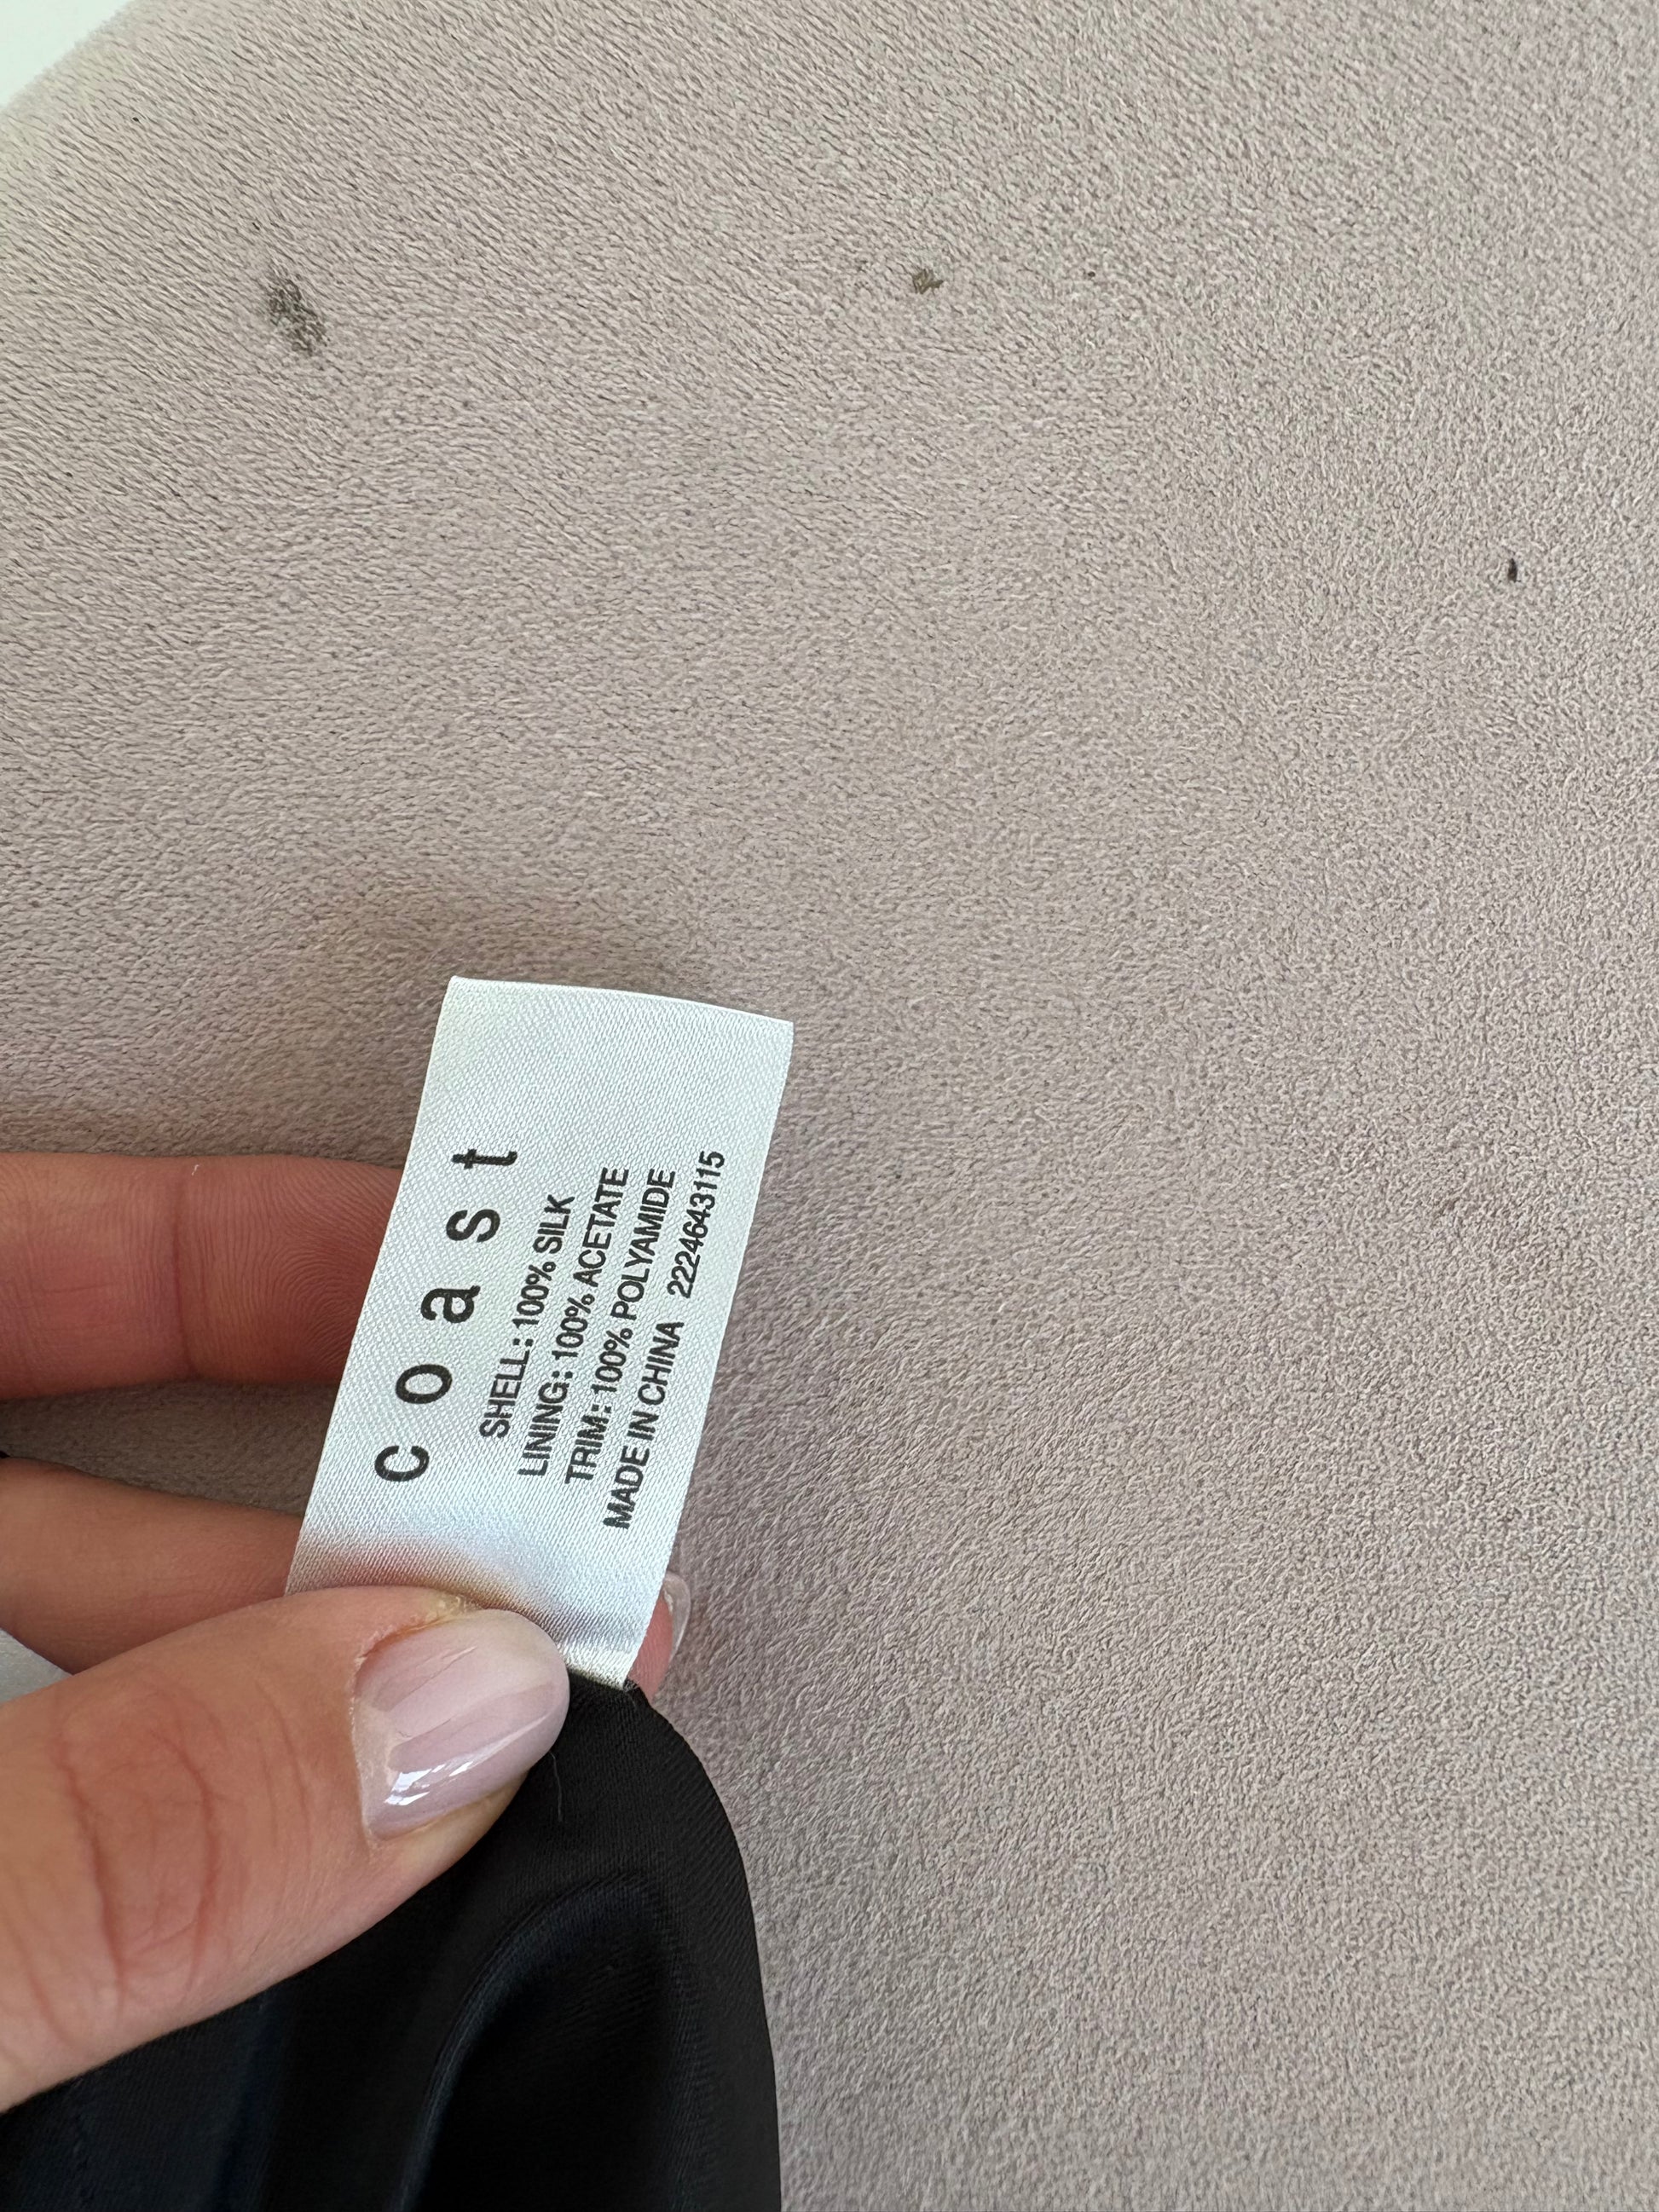 coast
SHELL: 100% SILK
LINING: 100% ACETATE
TRIM: 100% POLYAMIDE
MADE IN CHINA 2224643115